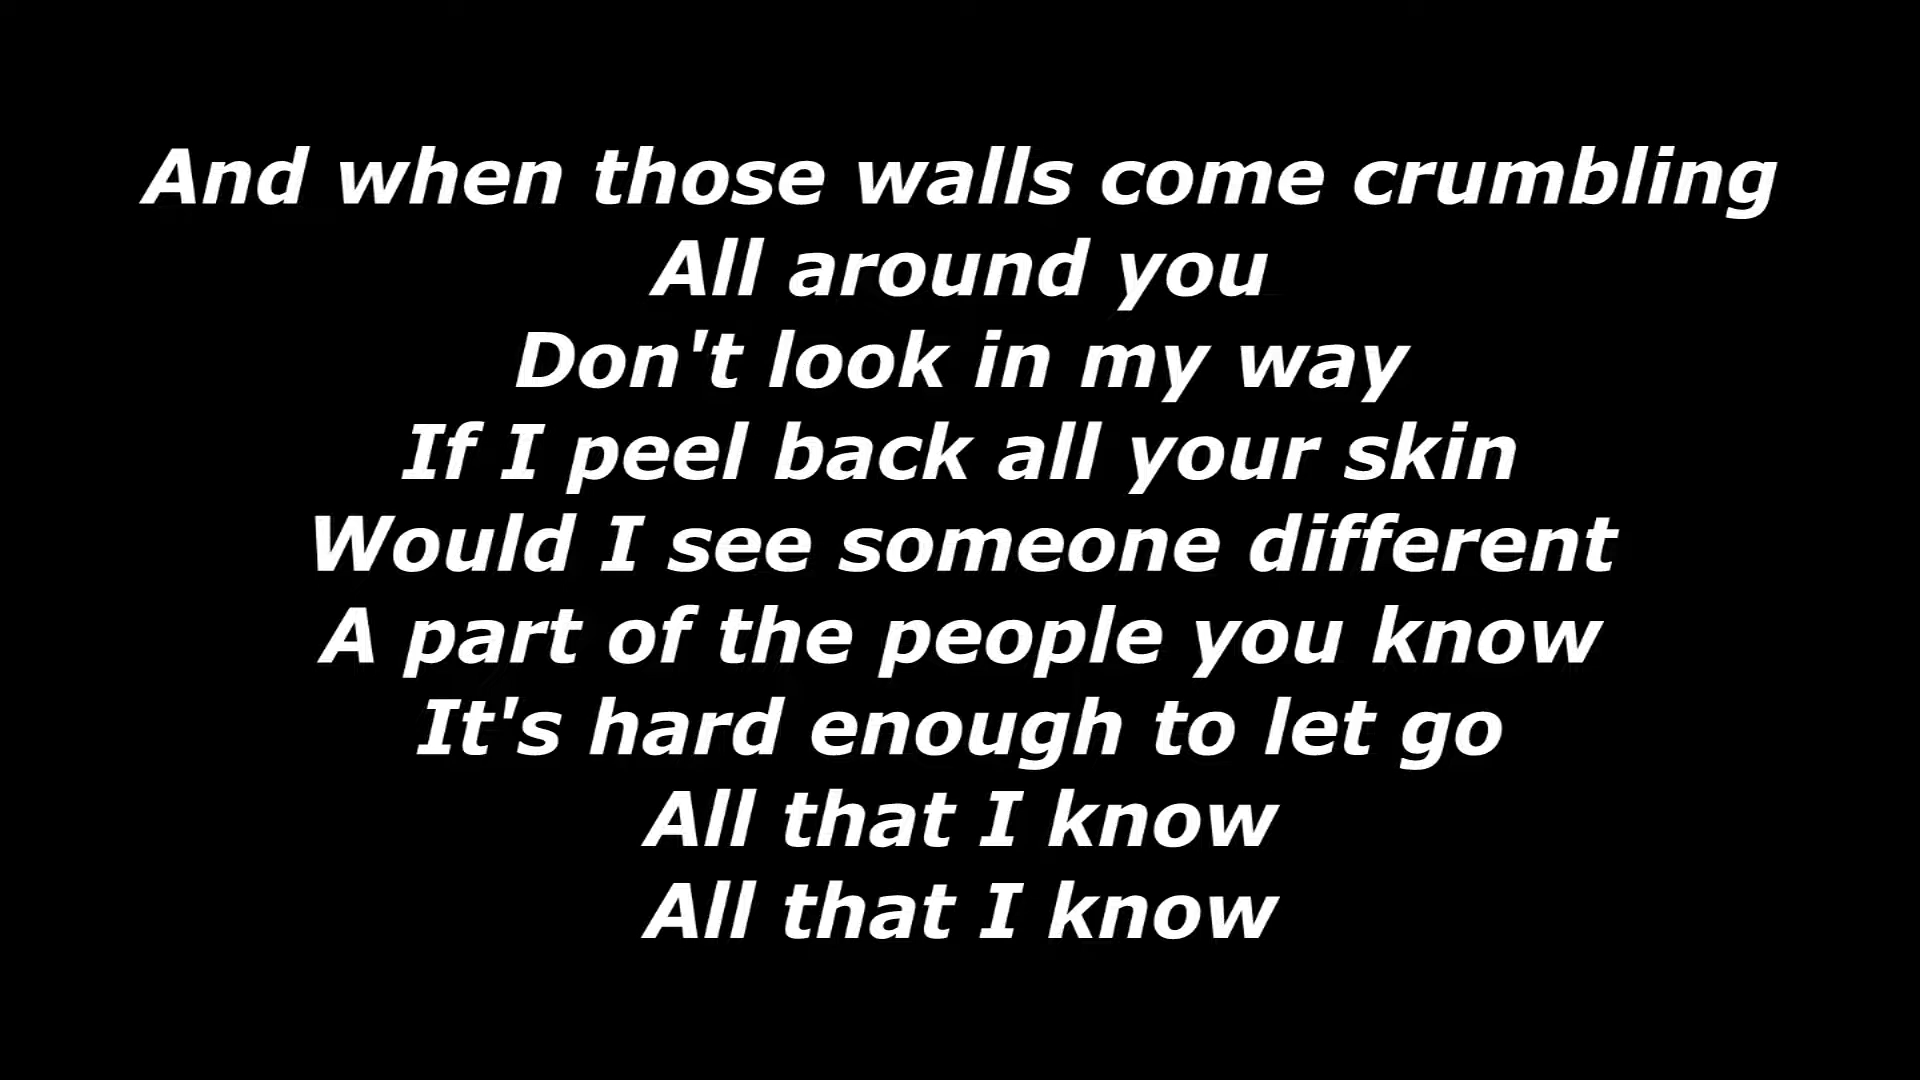 And when those walls come crumbling
All around you
Don't look in my way
If I peel back all your skin
Would I see someone different
A part of the people you know
It's hard enough to let go
All that I know
All that I know